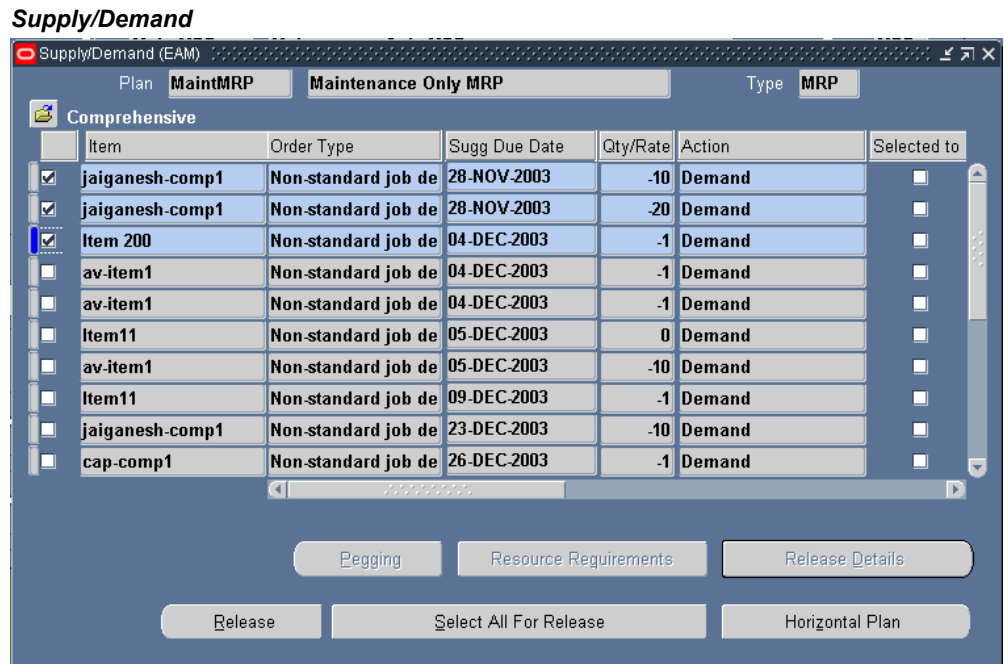 Supply/Demand
Supply/Demand (EAM)
Plan MaintMRP Maintenance Only MRP Type MRP
Comprehensive
Item Order Type Sugg Due Date Qty/Rate Action Selected to
jaiganesh-comp1 Non-standard job de 28-NOV-2003 -10 Demand
jaiganesh-comp1 Non-standard job de 28-NOV-2003 -20 Demand
Item 200 Non-standard job de 04-DEC-2003 -1 Demand
av-item1 Non-standard job de 04-DEC-2003 -1 Demand
av-item1 Non-standard job de 04-DEC-2003 -1 Demand
Item11 Non-standard job de 05-DEC-2003 0 Demand
av-item1 Non-standard job de 05-DEC-2003 -10 Demand
Item11 Non-standard job de 09-DEC-2003 -1 Demand
jaiganesh-comp1 Non-standard job de 23-DEC-2003 -10 Demand
cap-comp1 Non-standard job de 26-DEC-2003 -1 Demand
Pegging Resource Requirements Release Details
Release Select All For Release Horizontal Plan